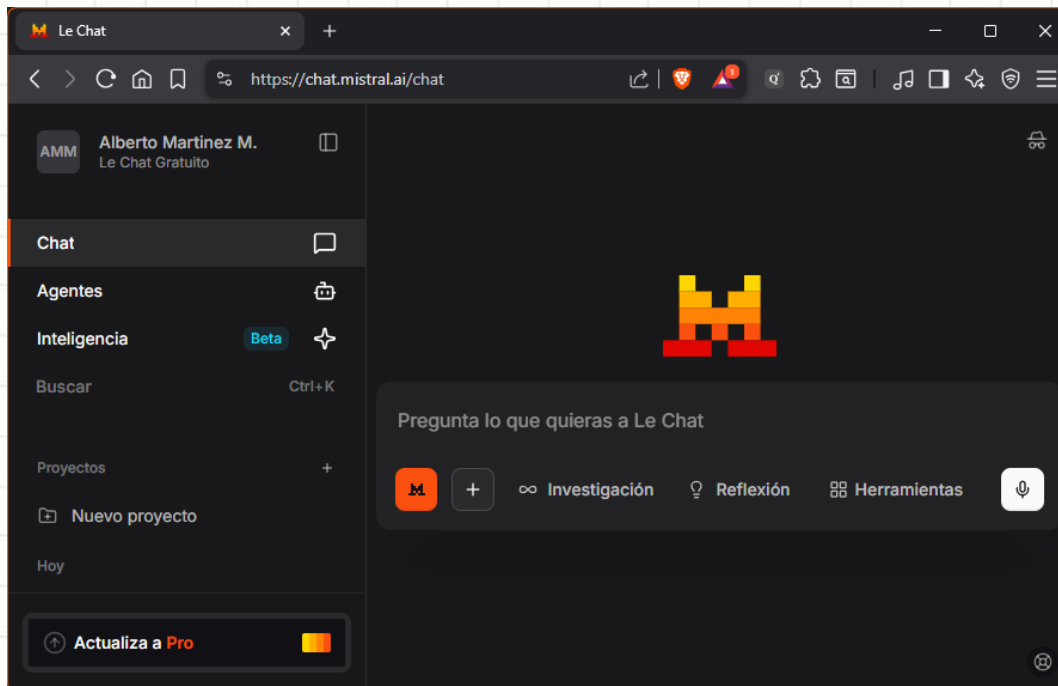 Le Chat
https://chat.mistral.ai/chat
1
AMM
Alberto Martinez M.
Le Chat Gratuito
Chat
Agentes
Inteligencia Beta
Buscar Ctrl+K
Proyectos
Nuevo proyecto
Hoy
Actualiza a Pro
Pregunta lo que quieras a Le Chat
Investigación Reflexión Herramientas